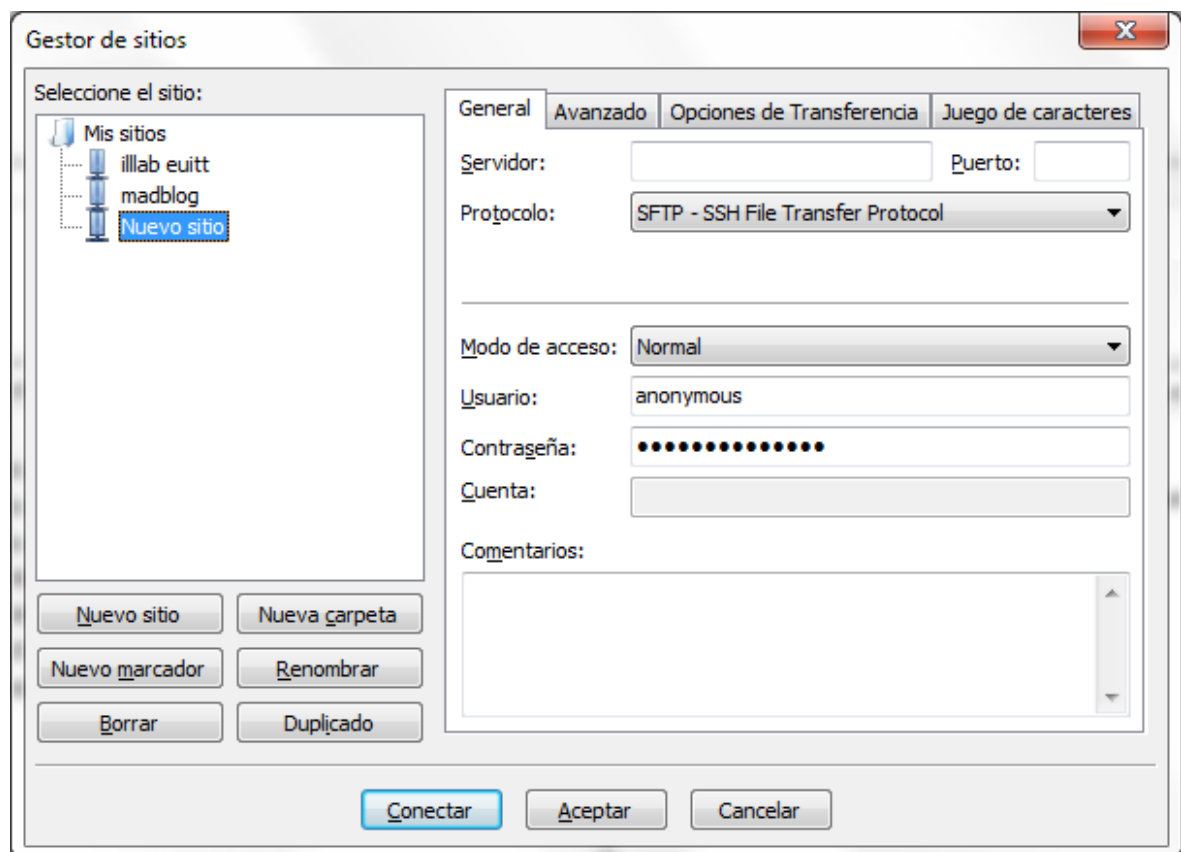 Gestor de sitios
Seleccione el sitio:
Mis sitios
illlab euitt
madblog
Nuevo sitio
Nuevo sitio
Nueva carpeta
Nuevo marcador
Renombrar
Borrar
Duplicado
General
Avanzado
Opciones de Transferencia
Juego de caracteres
Servidor:
Puerto:
Protocolo:
SFTP - SSH File Transfer Protocol
Modo de acceso:
Normal
Usuario:
anonymous
Contraseña:
••••••••••••••
Cuenta:
Comentarios:
Conectar
Aceptar
Cancelar